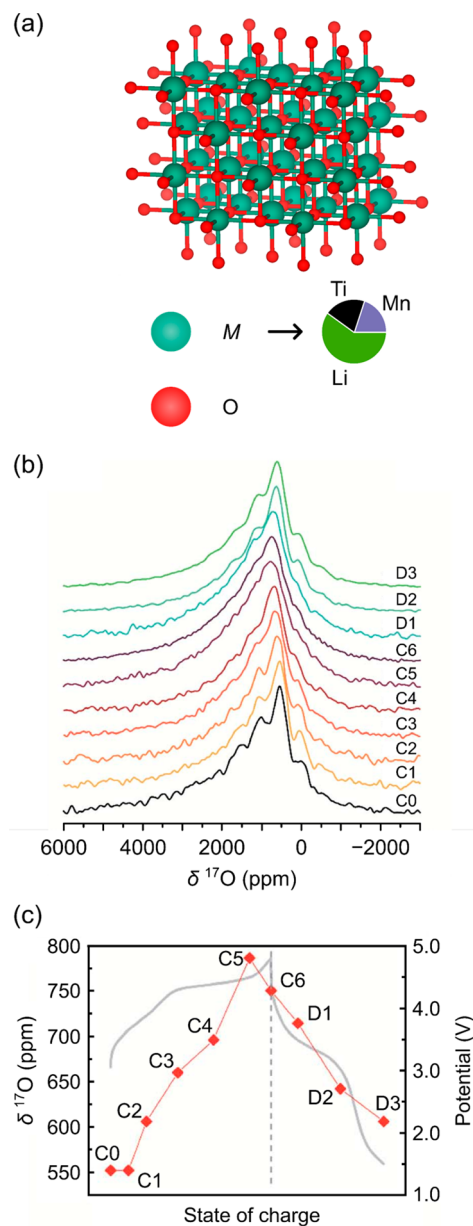 (a)
Ti
Mn
M
Li
O
(b)
D3
D2
D1
C6
C5
C4
C3
C2
C1
C0
6000 4000 2000 0 −2000
δ ¹⁷O (ppm)
(c)
800 5.0
750 4.0
700 3.0
650 2.0
600 1.0
550
δ ¹⁷O (ppm)
Potential (V)
C5
C6
C4
D1
C3
C2
D2
D3
C0
C1
State of charge